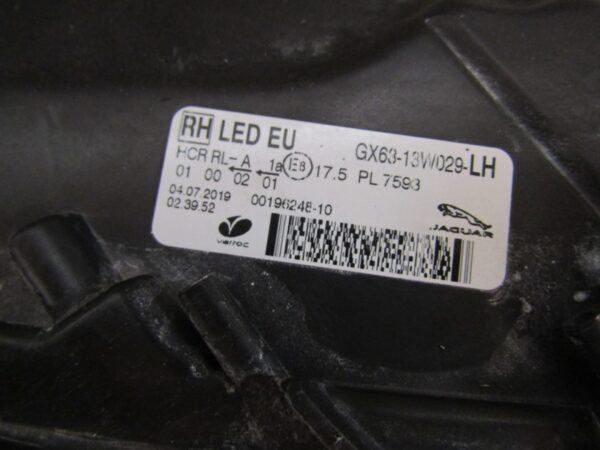 RH LED EU GX63-13W029-LH
HCR RL-A 1a E8 17.5 PL 7593
01 00 02 01
04.07.2019 00196248-10
02.39.52
varroc
JAGUAR